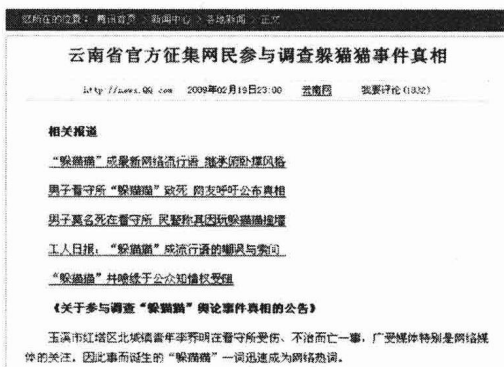 您所在的位置： 腾讯首页 > 新闻中心 > 各地新闻 > 正文
云南省官方征集网民参与调查躲猫猫事件真相
http://news.QQ.com 2009年02月19日23:00 云南网 我要评论(1832)
相关报道
“躲猫猫”成最新网络流行语 继承俯卧撑风格
男子看守所“躲猫猫”致死 网友呼吁公布真相
男子莫名死在看守所 民警称其因玩躲猫猫撞墙
工人日报：“躲猫猫”成流行语的嘲讽与索问
“躲猫猫”井喷缘于公众知情权受阻
《关于参与调查“躲猫猫”舆论事件真相的公告》
玉溪市红塔区北城镇青年李荞明在看守所受伤、不治而亡一事，广受媒体特别是网络媒
体的关注。因此事而诞生的“躲猫猫”一词迅速成为网络热词。